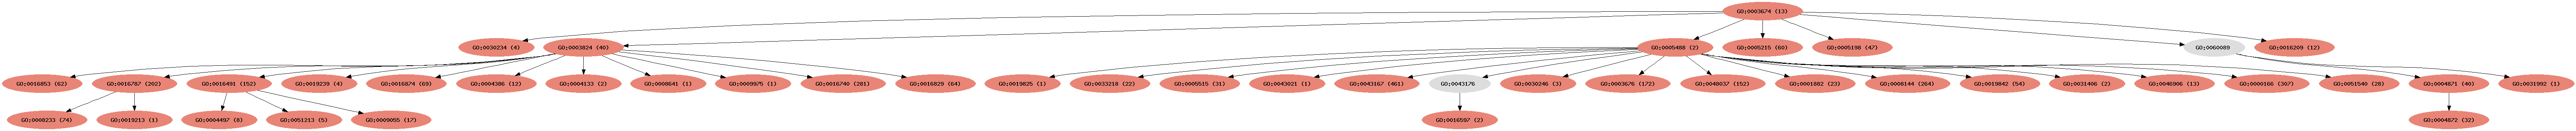 GO:0003674 (13)
GO:0030234 (4)
GO:0003824 (40)
GO:0005488 (2)
GO:0005215 (60)
GO:0005198 (47)
GO:0060089
GO:0016209 (12)
GO:0016853 (62)
GO:0016787 (202)
GO:0016491 (152)
GO:0019239 (4)
GO:0016874 (69)
GO:0004386 (12)
GO:0004133 (2)
GO:0008641 (1)
GO:0009975 (1)
GO:0016740 (281)
GO:0016829 (64)
GO:0019825 (1)
GO:0033218 (22)
GO:0005515 (31)
GO:0043021 (1)
GO:0043167 (461)
GO:0043176
GO:0030246 (3)
GO:0003676 (172)
GO:0048037 (152)
GO:0001882 (23)
GO:0008144 (264)
GO:0019842 (54)
GO:0031406 (2)
GO:0046906 (13)
GO:0000166 (307)
GO:0051540 (28)
GO:0004871 (40)
GO:0031992 (1)
GO:0008233 (74)
GO:0019213 (1)
GO:0004497 (8)
GO:0051213 (5)
GO:0009055 (17)
GO:0016597 (2)
GO:0004872 (32)